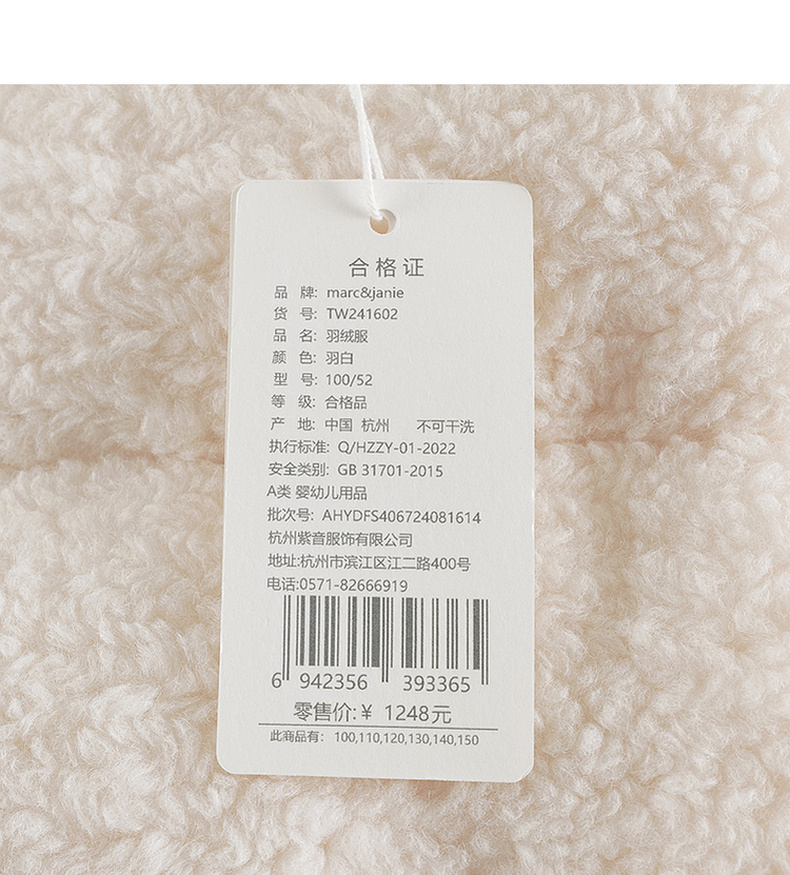 合格证
品 牌: marc&janie
货 号: TW241602
品 名: 羽绒服
颜 色: 羽白
型 号: 100/52
等 级: 合格品
产 地: 中国 杭州 不可干洗
执行标准: Q/HZZY-01-2022
安全类别: GB 31701-2015
A类 婴幼儿用品
批次号: AHYDFS406724081614
杭州紫音服饰有限公司
地址:杭州市滨江区江二路400号
电话:0571-82666919
6 942356 393365
零售价:¥ 1248元
此商品有: 100,110,120,130,140,150